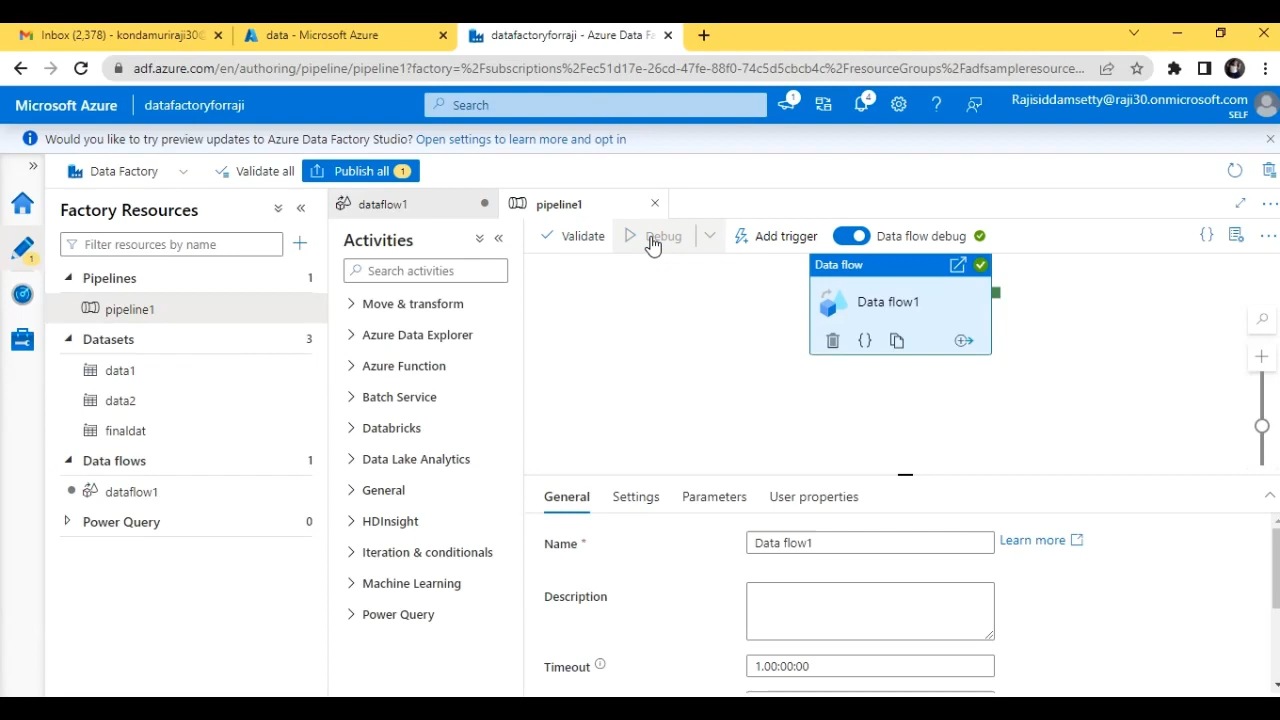 Inbox (2,378) - kondamuriraji30@
data - Microsoft Azure
datafactoryforraji - Azure Data Fa
adf.azure.com/en/authoring/pipeline/pipeline1?factory=%2Fsubscriptions%2Fec51d17e-26cd-47fe-88f0-74c5d5cbcb4c%2FresourceGroups%2Fadfsampleresource...
Microsoft Azure
datafactoryforraji
Search
1
4
Rajisiddamsetty@raji30.onmicrosoft.com
SELF
Would you like to try preview updates to Azure Data Factory Studio? Open settings to learn more and opt in
Data Factory
Validate all
Publish all 1
Factory Resources
Filter resources by name
1
Pipelines 1
pipeline1
Datasets 3
data1
data2
finaldat
Data flows 1
dataflow1
Power Query 0
dataflow1
pipeline1
Activities
Search activities
Move & transform
Azure Data Explorer
Azure Function
Batch Service
Databricks
Data Lake Analytics
General
HDInsight
Iteration & conditionals
Machine Learning
Power Query
Validate
Debug
Add trigger
Data flow debug
{}
Data flow
Data flow1
{}
General Settings Parameters User properties
Name *
Data flow1
Learn more
Description
Timeout
1.00:00:00